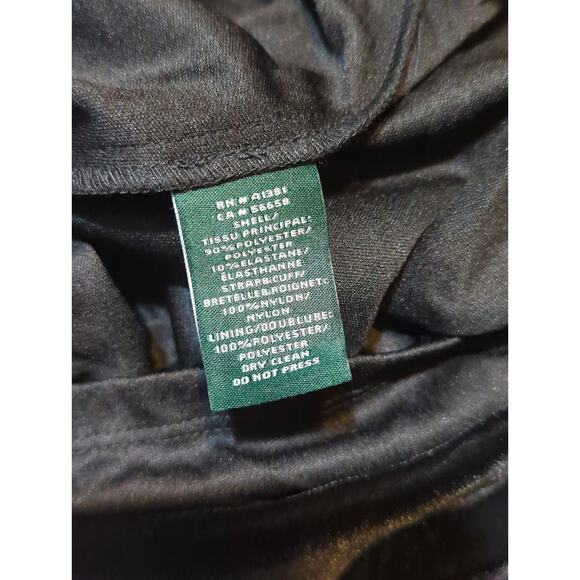 RN# A1381
CA# 56658
SHELL/
TISSU PRINCIPAL:
90%POLYESTER/
POLYESTER
10%ELASTANE/
ÉLASTHANNE
STRAP&CUFF/
BRETELLE&POIGNET:
100%NYLON/
NYLON
LINING/DOUBLURE:
100%POLYESTER/
POLYESTER
DRY CLEAN
DO NOT PRESS